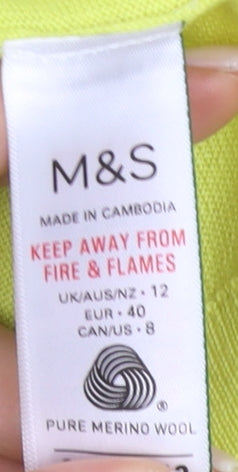 M&S
MADE IN CAMBODIA
KEEP AWAY FROM
FIRE & FLAMES
UK/AUS/NZ · 12
EUR · 40
CAN/US · 8
®
PURE MERINO WOOL